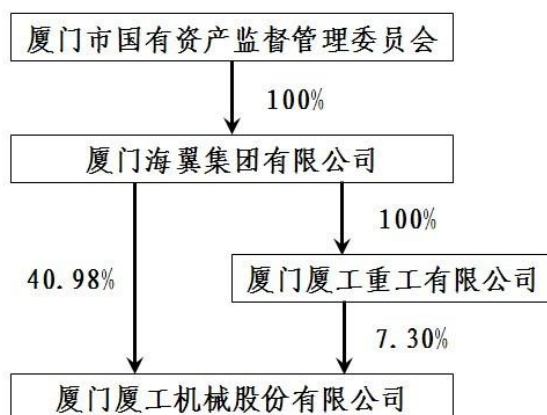 厦门市国有资产监督管理委员会
100%
厦门海翼集团有限公司
100%
40.98%
厦门厦工重工有限公司
7.30%
厦门厦工机械股份有限公司